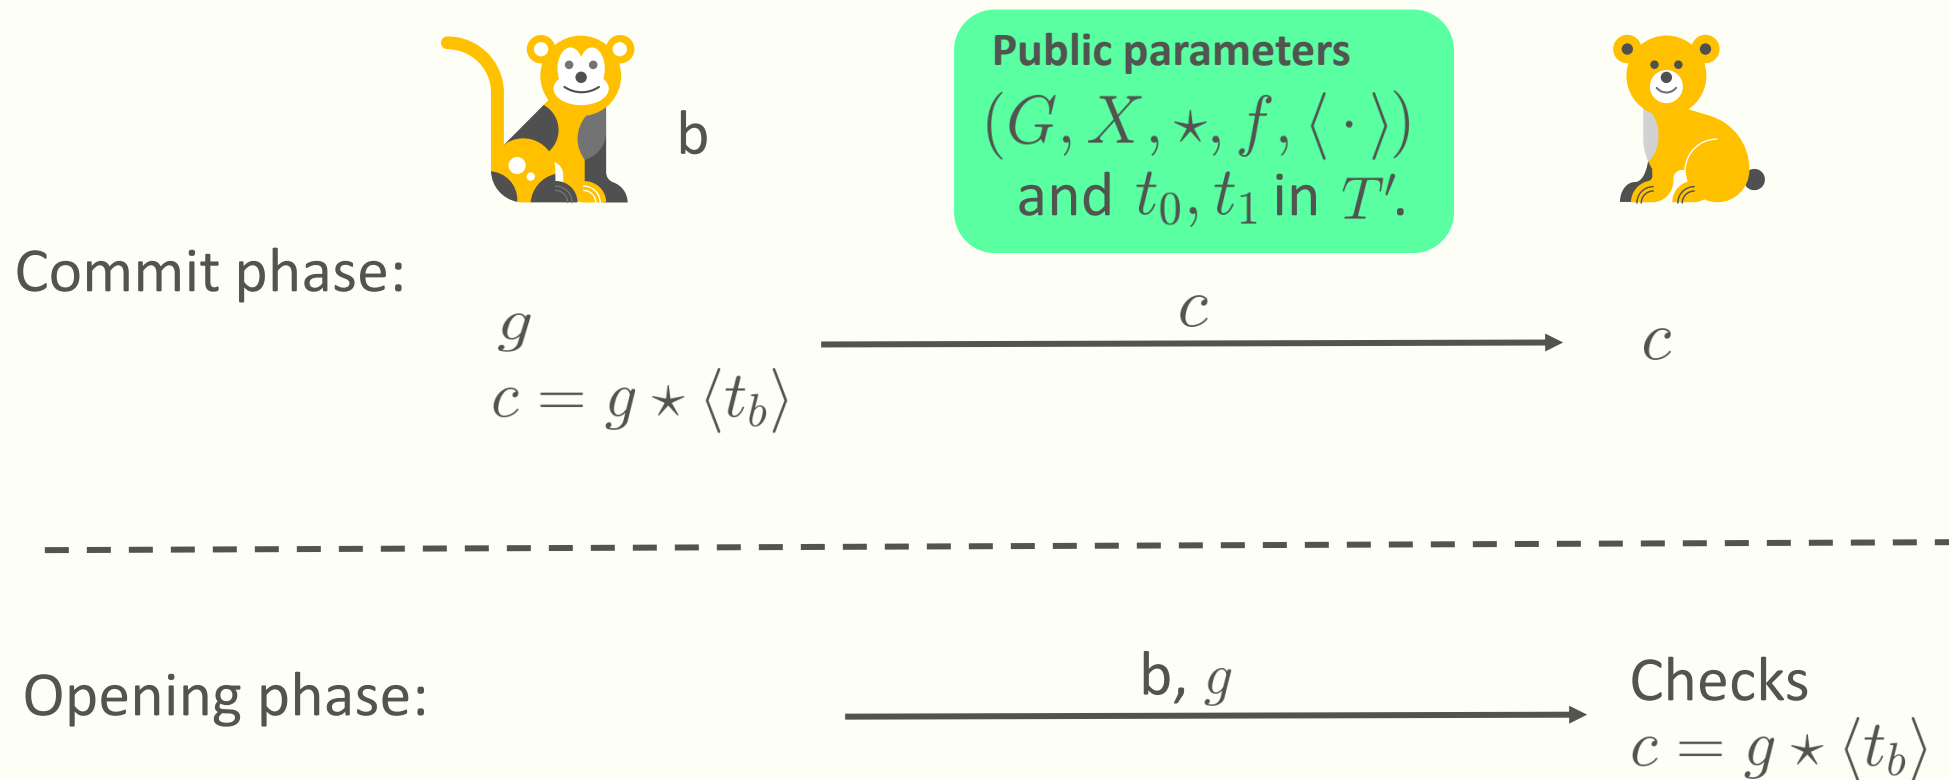 b
Public parameters
(G, X, ⋆, f, ⟨ · ⟩)
and t₀, t₁ in T′.
Commit phase:
g
c = g ⋆ ⟨t_b⟩
c
c
Opening phase:
b, g
Checks
c = g ⋆ ⟨t_b⟩